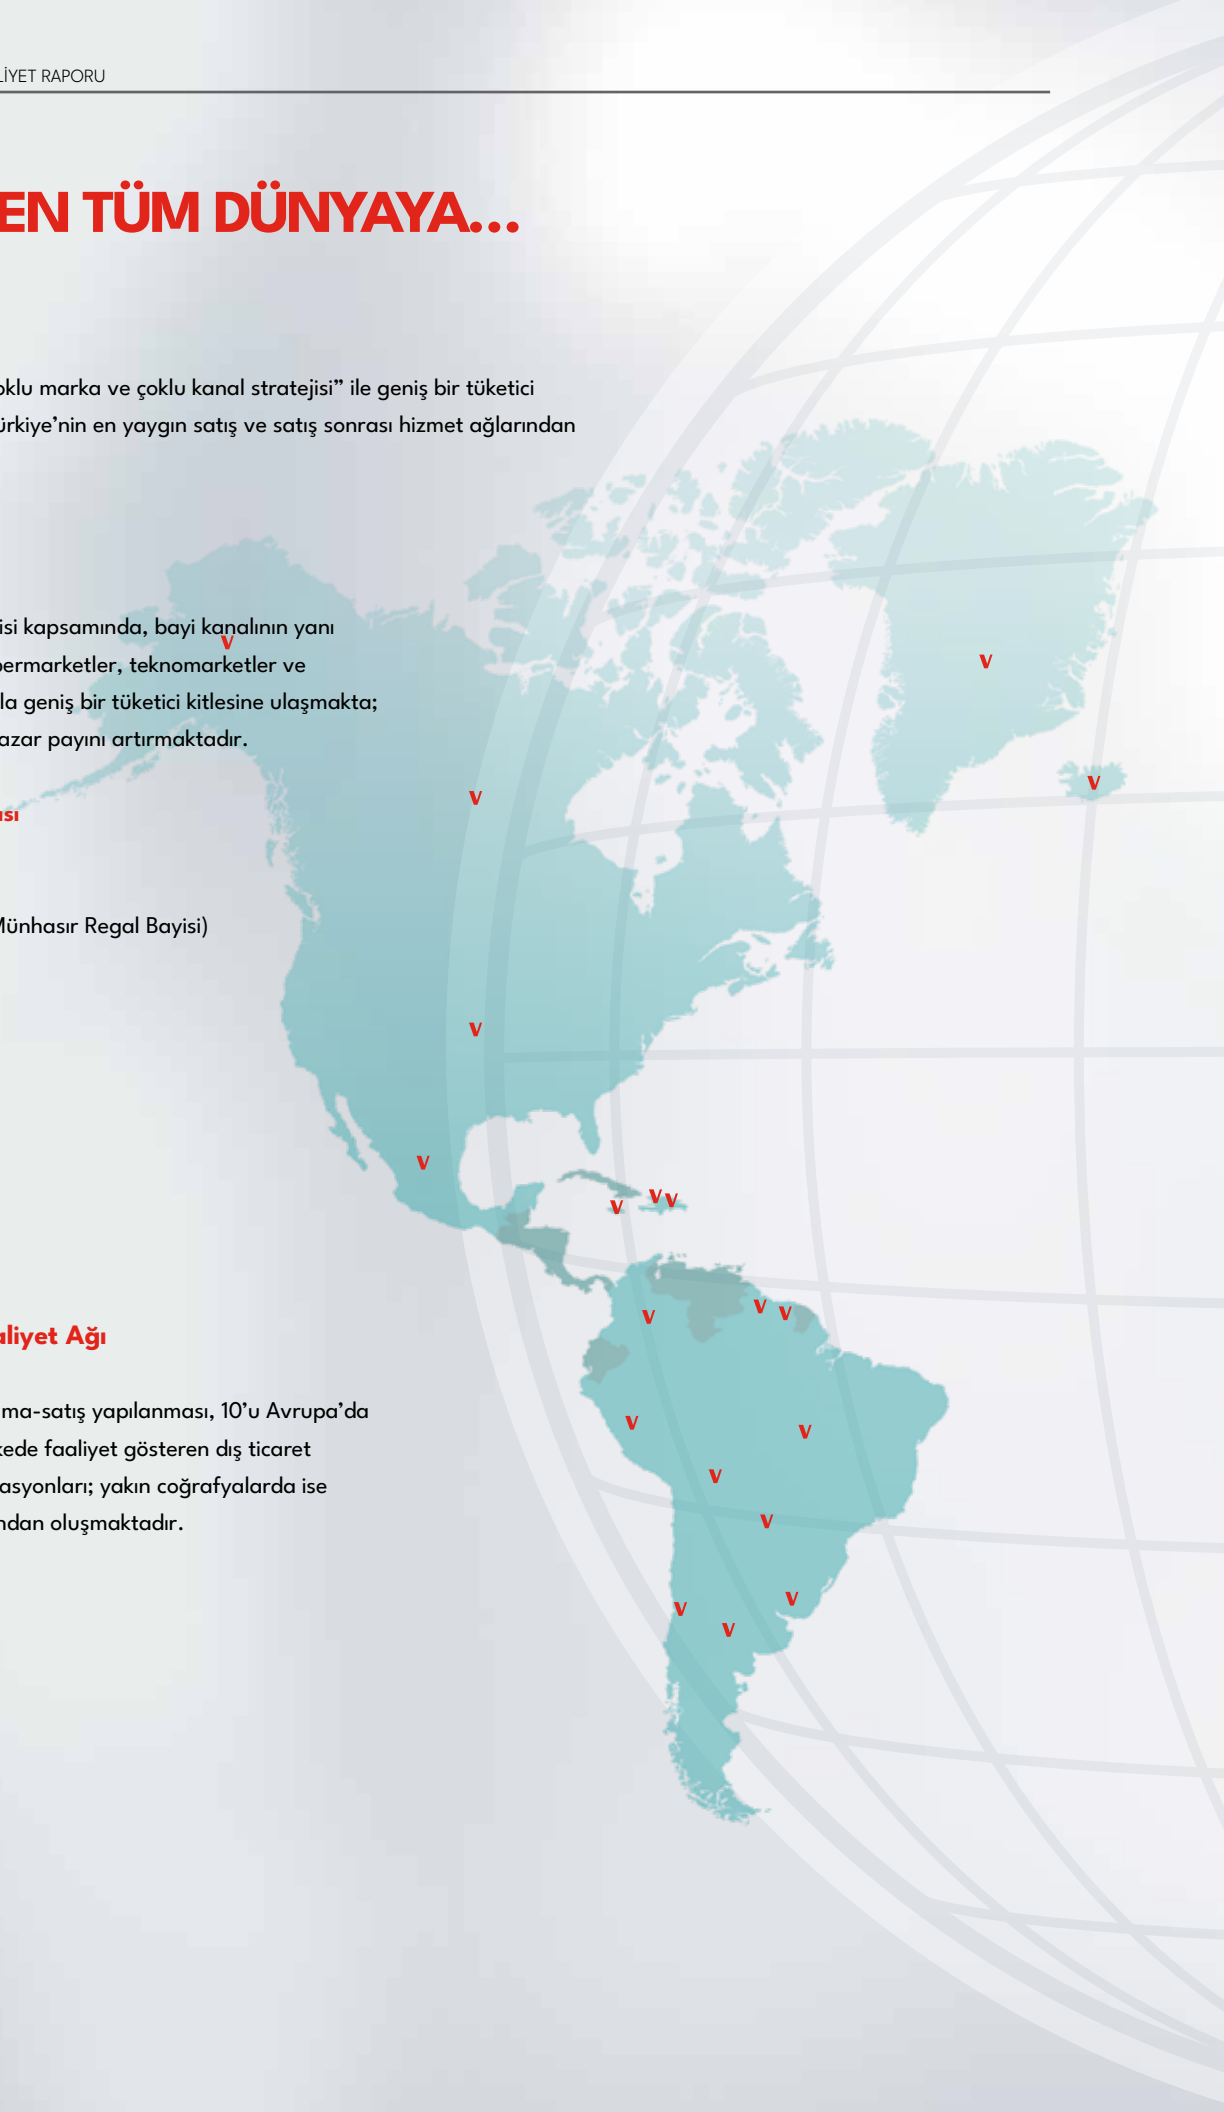 LİYET RAPORU
EN TÜM DÜNYAYA...
oklu marka ve çoklu kanal stratejisi” ile geniş bir tüketici
ürkiye’nin en yaygın satış ve satış sonrası hizmet ağlarından
isi kapsamında, bayi kanalının yanı
permarketler, teknomarketler ve
la geniş bir tüketici kitlesine ulaşmakta;
azar payını artırmaktadır.
ısı
Münhasır Regal Bayisi)
aliyet Ağı
ma-satış yapılanması, 10’u Avrupa’da
kede faaliyet gösteren dış ticaret
asyonları; yakın coğrafyalarda ise
ndan oluşmaktadır.